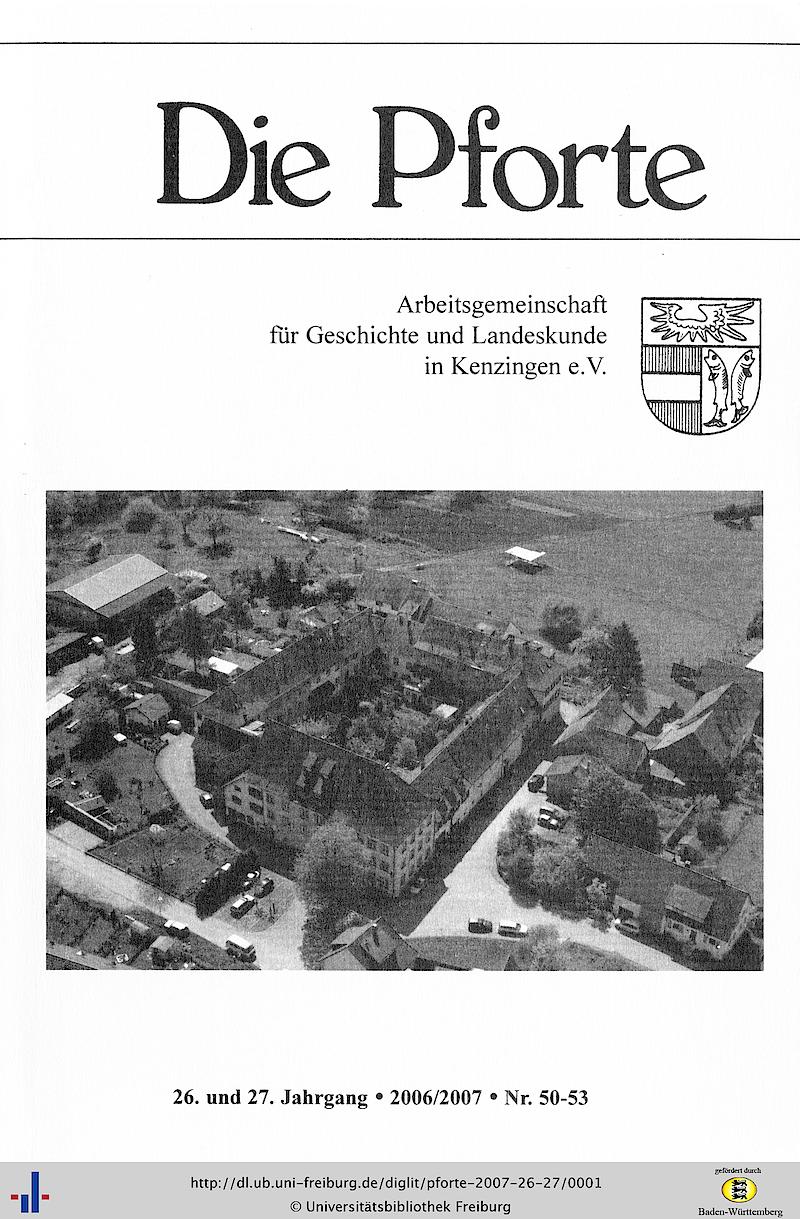 Die Pforte
Arbeitsgemeinschaft
für Geschichte und Landeskunde
in Kenzingen e.V.
26. und 27. Jahrgang • 2006/2007 • Nr. 50-53
http://dl.ub.uni-freiburg.de/diglit/pforte-2007-26-27/0001
© Universitätsbibliothek Freiburg
gefördert durch
Baden-Württemberg